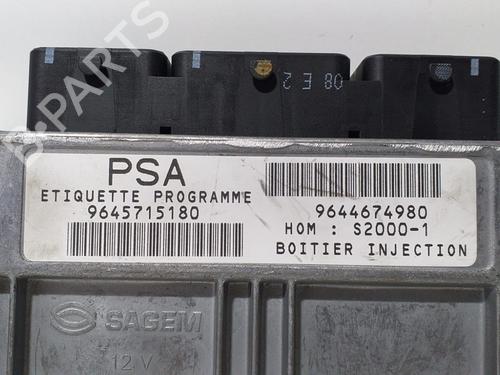 08 E 2
PSA
ETIQUETTE PROGRAMME
9645715180
9644674980
HOM : S2000-1
BOITIER INJECTION
SAGEM
12 V
B-PARTS